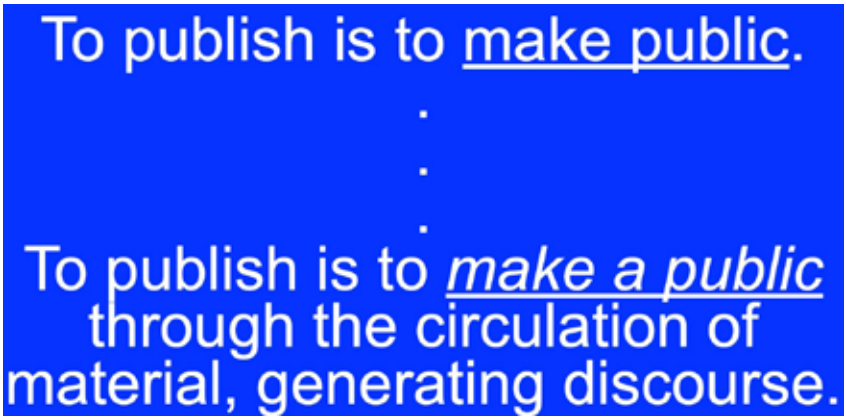 To publish is to make public.
.
.
.
To publish is to make a public
through the circulation of
material, generating discourse.